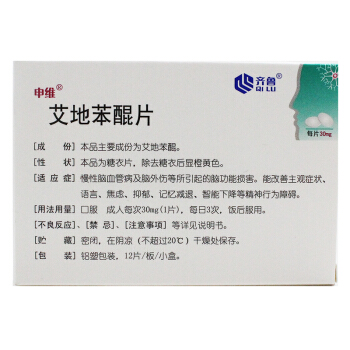 申维®
齐鲁
QI LU
艾地苯醌片
每片30mg
[成　份] 本品主要成份为艾地苯醌。
[性　状] 本品为糖衣片，除去糖衣后显橙黄色。
[适 应 症] 慢性脑血管病及脑外伤等所引起的脑功能损害。能改善主观症状、
语言、焦虑、抑郁、记忆减退、智能下降等精神行为障碍。
[用法用量] 口服 成人每次30mg(1片)，每日3次，饭后服用。
[不良反应]、[禁忌]、[注意事项] 等详见说明书。
[贮　藏] 密闭，在阴凉（不超过20℃）干燥处保存。
[包　装] 铝塑包装，12片/板/小盒。